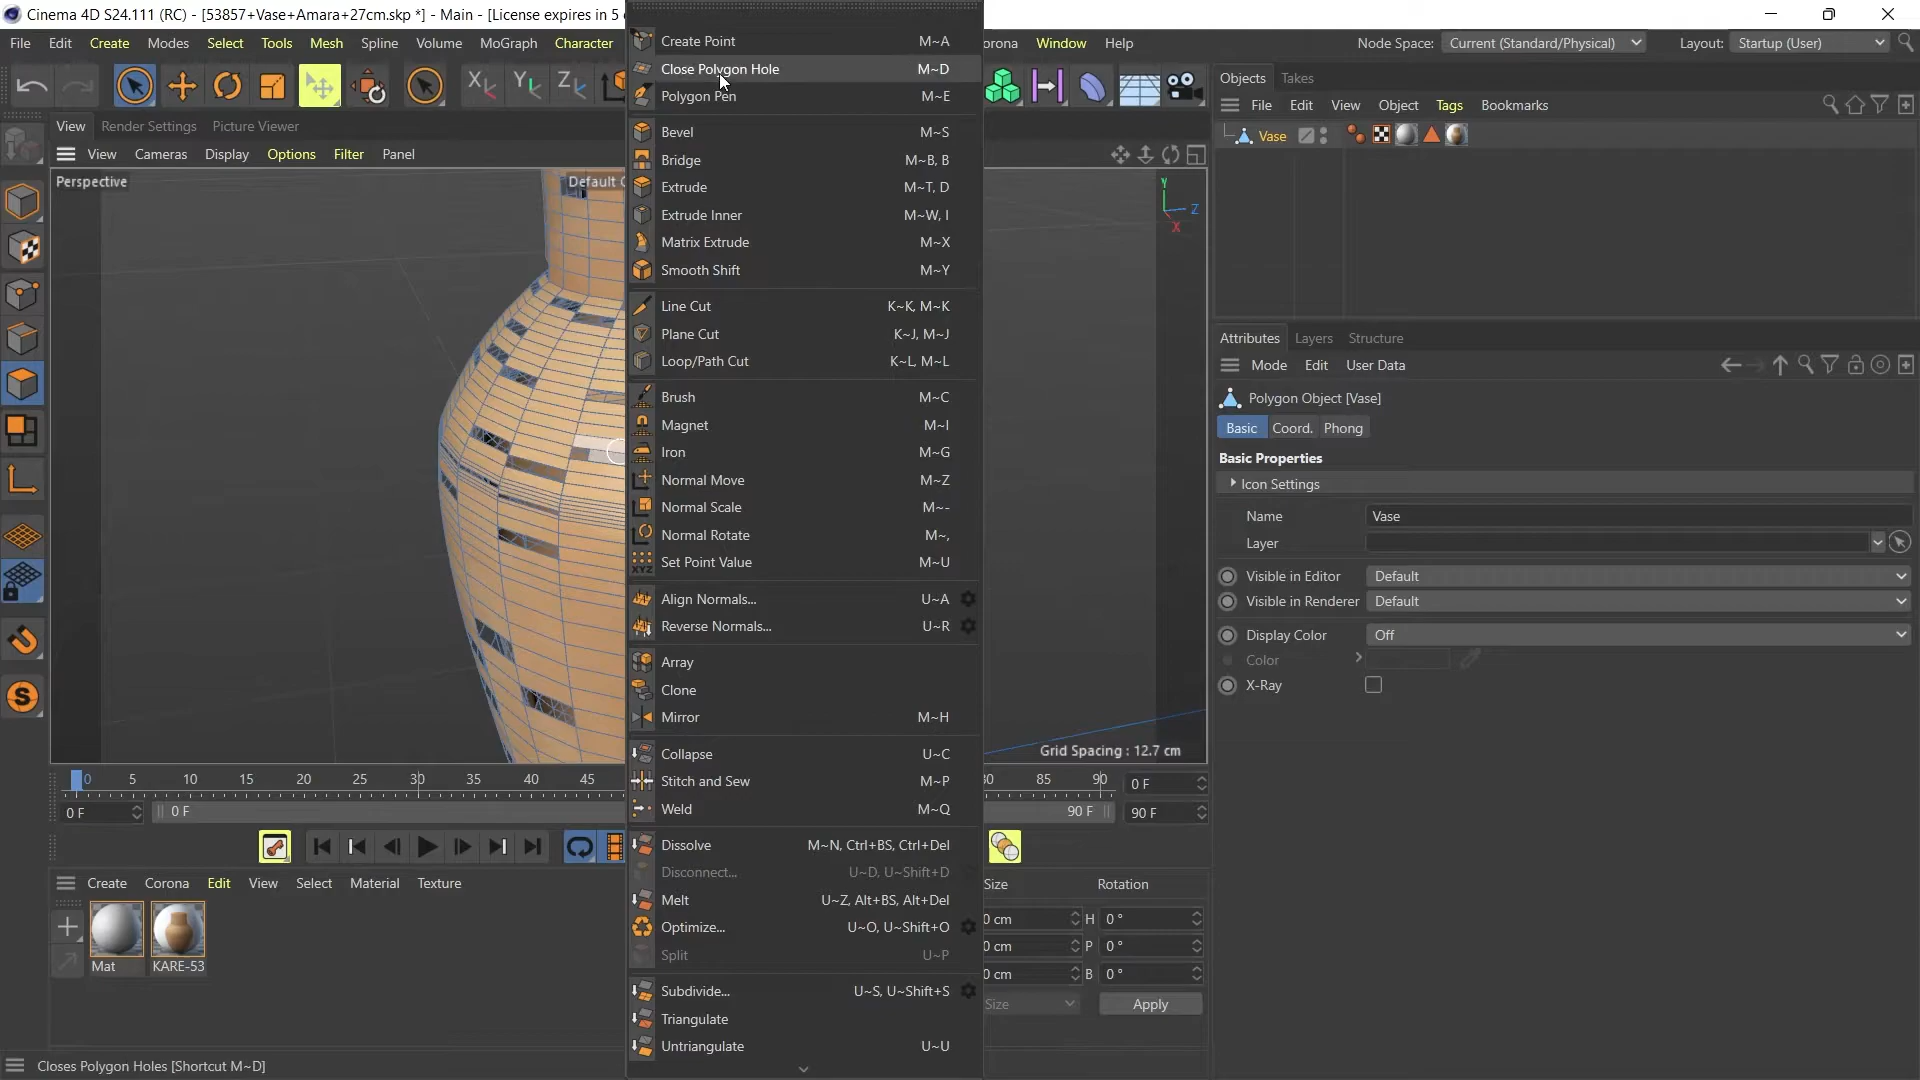 Cinema 4D S24.111 (RC) - [53857+Vase+Amara+27cm.skp *] - Main - [License expires in 5
File Edit Create Modes Select Tools Mesh Spline Volume MoGraph Character
orona Window Help
Node Space: Current (Standard/Physical) Layout: Startup (User)
View Render Settings Picture Viewer
View Cameras Display Options Filter Panel
Perspective
Default C
Create Point M~A
Close Polygon Hole M~D
Polygon Pen M~E
Bevel M~S
Bridge M~B, B
Extrude M~T, D
Extrude Inner M~W, I
Matrix Extrude M~X
Smooth Shift M~Y
Line Cut K~K, M~K
Plane Cut K~J, M~J
Loop/Path Cut K~L, M~L
Brush M~C
Magnet M~I
Iron M~G
Normal Move M~Z
Normal Scale M~-
Normal Rotate M~,
Set Point Value M~U
Align Normals... U~A
Reverse Normals... U~R
Array
Clone
Mirror M~H
Collapse U~C
Stitch and Sew M~P
Weld M~Q
Dissolve M~N, Ctrl+BS, Ctrl+Del
Disconnect... U~D, U~Shift+D
Melt U~Z, Alt+BS, Alt+Del
Optimize... U~O, U~Shift+O
Split U~P
Subdivide... U~S, U~Shift+S
Triangulate
Untriangulate U~U
Y
Z
X
Grid Spacing : 12.7 cm
0 5 10 15 20 25 30 35 40 45
80 85 90 0 F
0 F 0 F
90 F 90 F
Create Corona Edit View Select Material Texture
Mat KARE-53
Size Rotation
0 cm H 0 °
0 cm P 0 °
0 cm B 0 °
Size Apply
Closes Polygon Holes [Shortcut M~D]
Objects Takes
File Edit View Object Tags Bookmarks
Vase
Attributes Layers Structure
Mode Edit User Data
Polygon Object [Vase]
Basic Coord. Phong
Basic Properties
Icon Settings
Name Vase
Layer
Visible in Editor Default
Visible in Renderer Default
Display Color Off
Color
X-Ray